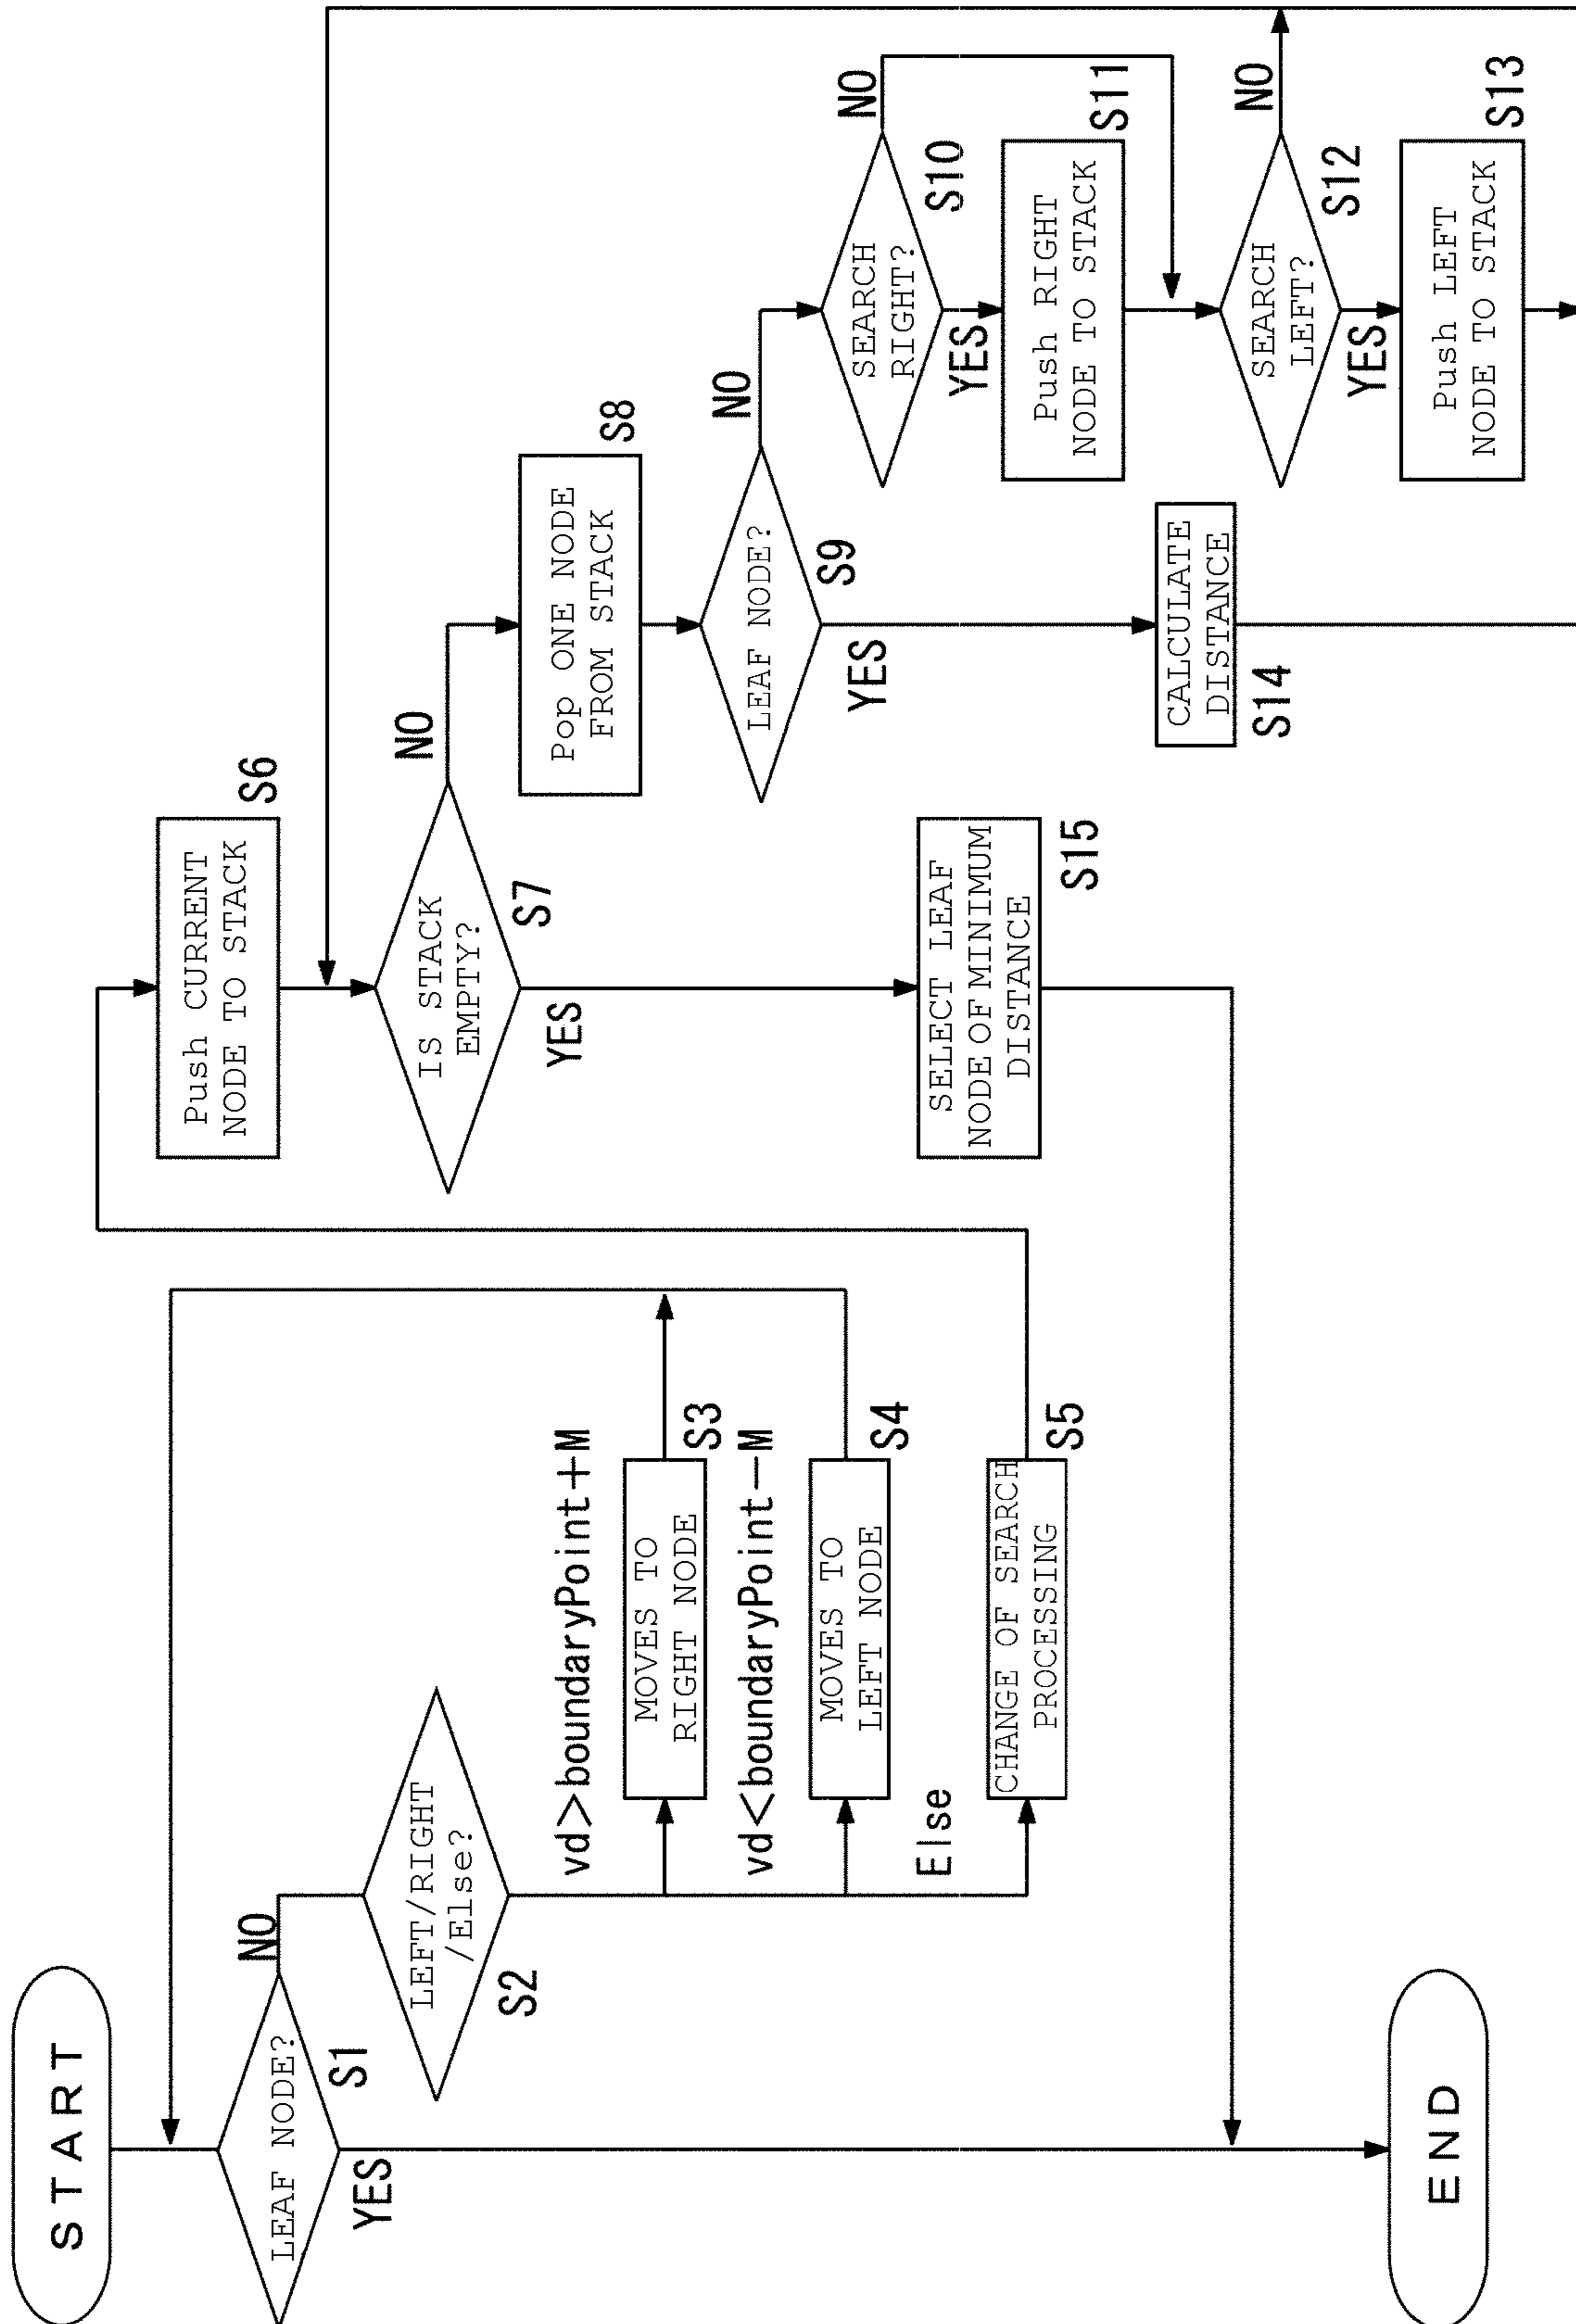 START
LEAF NODE?
S1
YES
NO
LEFT/RIGHT
/Else?
S2
vd>boundaryPoint+M
MOVES TO
RIGHT NODE
S3
vd<boundaryPoint−M
MOVES TO
LEFT NODE
S4
Else
CHANGE OF SEARCH
PROCESSING
S5
END
Push CURRENT
NODE TO STACK
S6
IS STACK
EMPTY?
S7
YES
NO
SELECT LEAF
NODE OF MINIMUM
DISTANCE
S15
Pop ONE NODE
FROM STACK
S8
LEAF NODE?
S9
YES
NO
CALCULATE
DISTANCE
S14
SEARCH
RIGHT?
S10
YES
NO
Push RIGHT
NODE TO STACK
S11
SEARCH
LEFT?
S12
YES
NO
Push LEFT
NODE TO STACK
S13